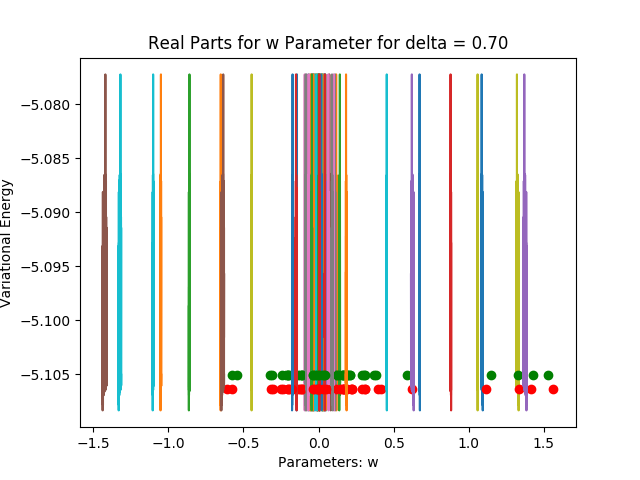 Real Parts for w Parameter for delta = 0.70
Variational Energy
−5.080
−5.085
−5.090
−5.095
−5.100
−5.105
−1.5 −1.0 −0.5 0.0 0.5 1.0 1.5
Parameters: w